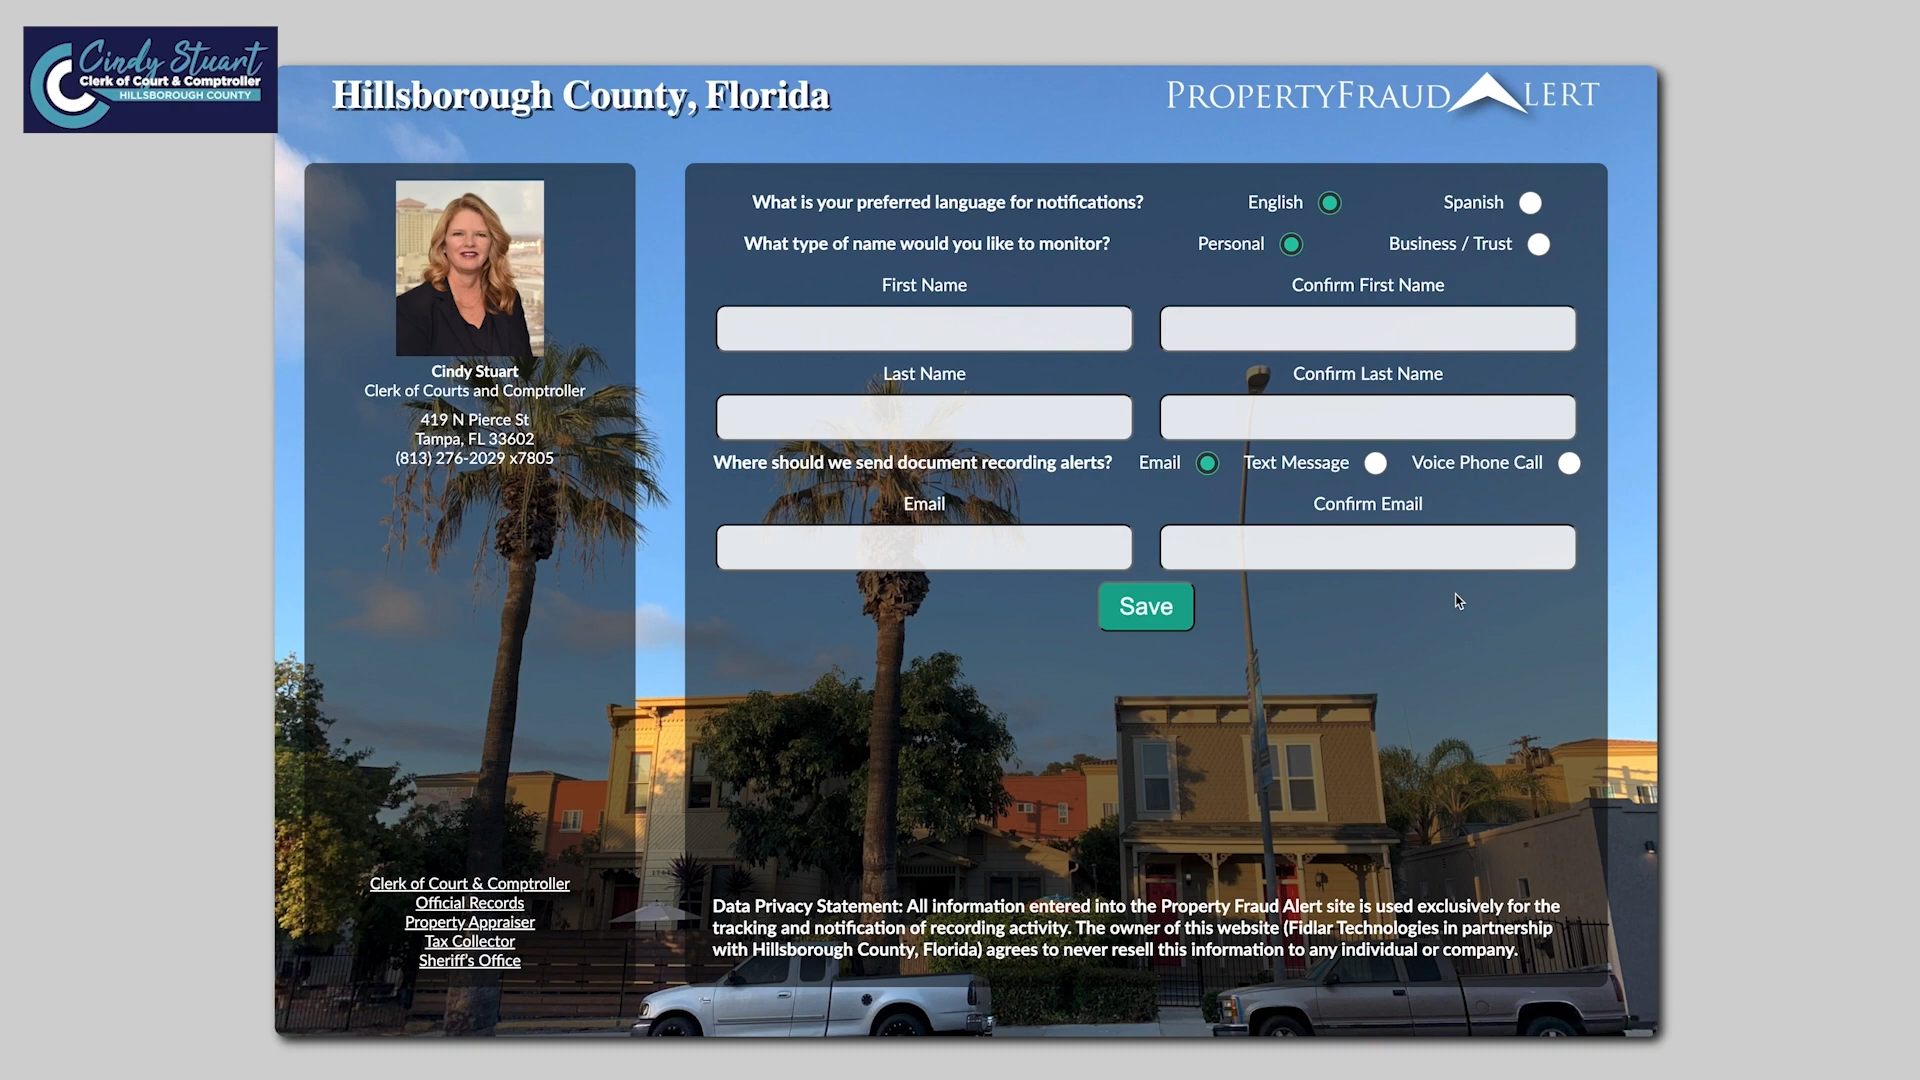 Cindy Stuart
Clerk of Court & Comptroller
HILLSBOROUGH COUNTY
Hillsborough County, Florida
PROPERTYFRAUD LERT
Cindy Stuart
Clerk of Courts and Comptroller
419 N Pierce St
Tampa, FL 33602
(813) 276-2029 x7805
Clerk of Court & Comptroller
Official Records
Property Appraiser
Tax Collector
Sheriff's Office
What is your preferred language for notifications? English Spanish
What type of name would you like to monitor? Personal Business / Trust
First Name Confirm First Name
Last Name Confirm Last Name
Where should we send document recording alerts? Email Text Message Voice Phone Call
Email Confirm Email
Save
Data Privacy Statement: All information entered into the Property Fraud Alert site is used exclusively for the
tracking and notification of recording activity. The owner of this website (Fidlar Technologies in partnership
with Hillsborough County, Florida) agrees to never resell this information to any individual or company.